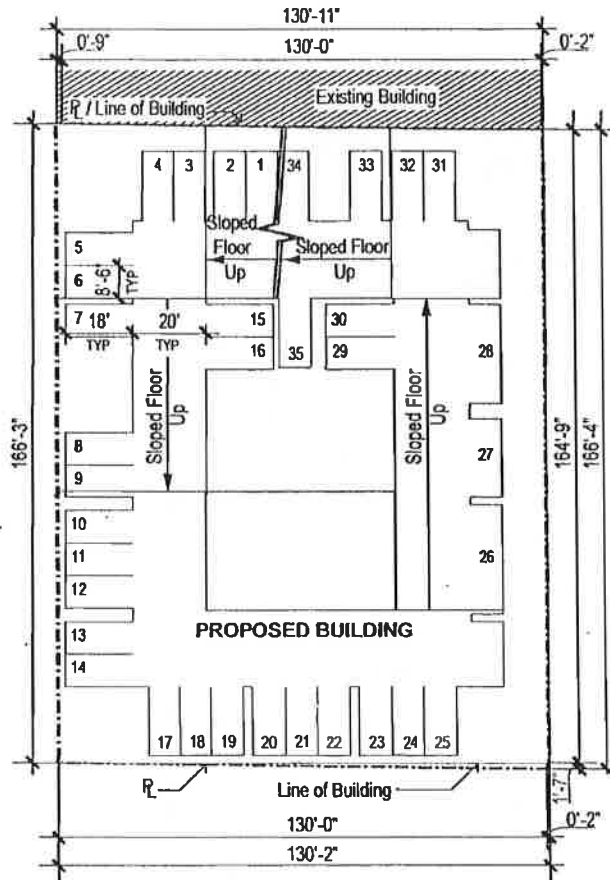 130'-11"
0'-9" 130'-0" 0'-2"
Existing Building
PL / Line of Building
4 3 2 1 34 33 32 31
Sloped
Floor
Up
Sloped Floor
Up
5
6
8'-6"
TYP
7 18' 20' 15 30
TYP TYP
16 35 29 28
Sloped Floor
Up
Sloped Floor
Up
166'-3"
164'-9"
166'-4"
8
9
27
10
11
12
26
13
14
PROPOSED BUILDING
17 18 19 20 21 22 23 24 25
PL
Line of Building
1'-7"
130'-0" 0'-2"
130'-2"